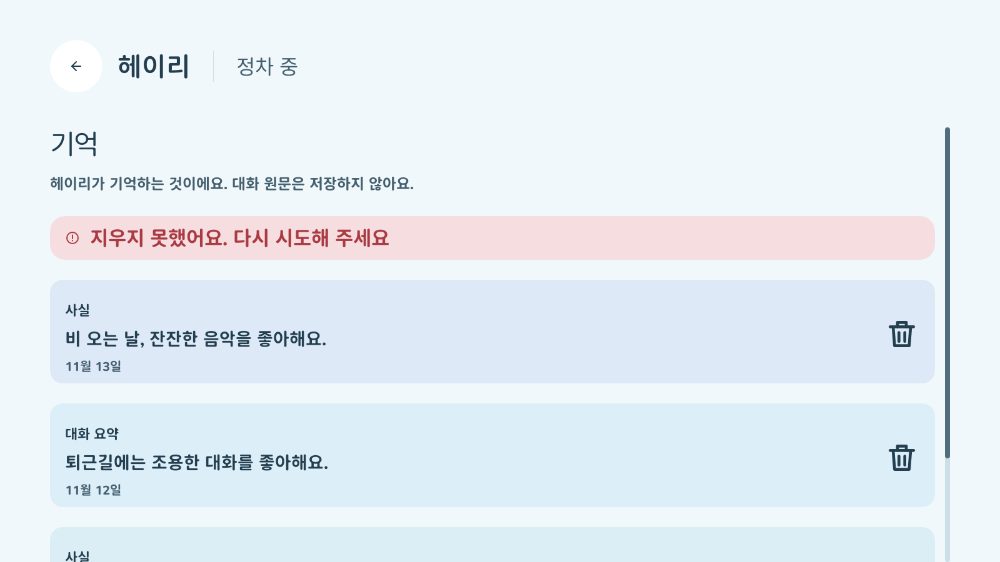 헤이리
정차 중
기억
헤이리가 기억하는 것이에요. 대화 원문은 저장하지 않아요.
지우지 못했어요. 다시 시도해 주세요
사실
비 오는 날, 잔잔한 음악을 좋아해요.
11월 13일
대화 요약
퇴근길에는 조용한 대화를 좋아해요.
11월 12일
사실